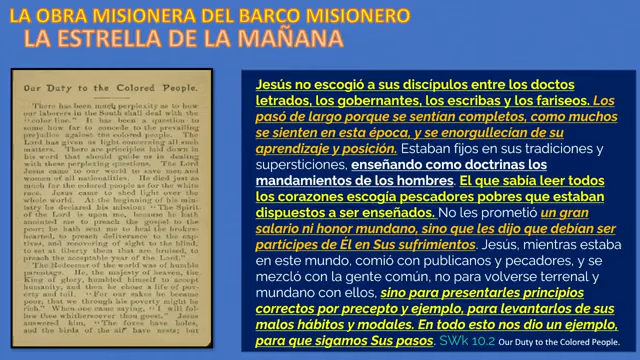 LA OBRA MISIONERA DEL BARCO MISIONERO
LA ESTRELLA DE LA MAÑANA
Our Duty to the Colored People.
There has been much perplexity as to how
our laborers in the South shall deal with the
"color line." It has been a question to
some how far to concede to the prevailing
prejudice against the colored people. The
Lord has given us light concerning all such
matters. There are principles laid down in
his word that should guide us in dealing
with these perplexing questions. The Lord
Jesus came to our world to save men and
women of all nationalities. He died just as
much for the colored people as for the white
race. Jesus came to shed light over the
whole world. At the beginning of his min-
istry he declared his mission: "The Spirit
of the Lord is upon me, because he hath
anointed me to preach the gospel to the
poor; he hath sent me to heal the broken-
hearted, to preach deliverance to the cap-
tives, and recovering of sight to the blind,
to set at liberty them that are bruised, to
preach the acceptable year of the Lord."
The Redeemer of the world was of humble
parentage. He, the majesty of heaven, the
King of glory, humbled himself to accept
humanity, and then he chose a life of pov-
erty and toil. "For our sakes he became
poor, that we through his poverty might be
rich." When one came, saying, "I will fol-
low thee whithersoever thou goest," Jesus
answered him, "The foxes have holes,
and the birds of the air have nests; but
Jesús no escogió a sus discípulos entre los doctos
letrados, los gobernantes, los escribas y los fariseos. Los
pasó de largo porque se sentían completos, como muchos
se sienten en esta época, y se enorgullecían de su
aprendizaje y posición. Estaban fijos en sus tradiciones y
supersticiones, enseñando como doctrinas los
mandamientos de los hombres. El que sabía leer todos
los corazones escogía pescadores pobres que estaban
dispuestos a ser enseñados. No les prometió un gran
salario ni honor mundano, sino que les dijo que debían ser
partícipes de Él en Sus sufrimientos. Jesús, mientras estaba
en este mundo, comió con publicanos y pecadores, y se
mezcló con la gente común, no para volverse terrenal y
mundano con ellos, sino para presentarles principios
correctos por precepto y ejemplo, para levantarlos de sus
malos hábitos y modales. En todo esto nos dio un ejemplo,
para que sigamos Sus pasos. SWk 10.2 Our Duty to the Colored People.